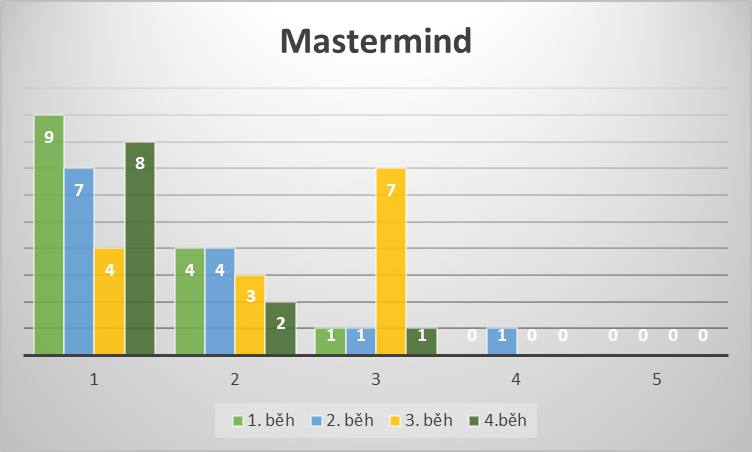 Mastermind
9 7 4 8 4 4 3 2 1 1 7 1 0 1 0 0 0 0 0 0
1 2 3 4 5
1. běh 2. běh 3. běh 4.běh